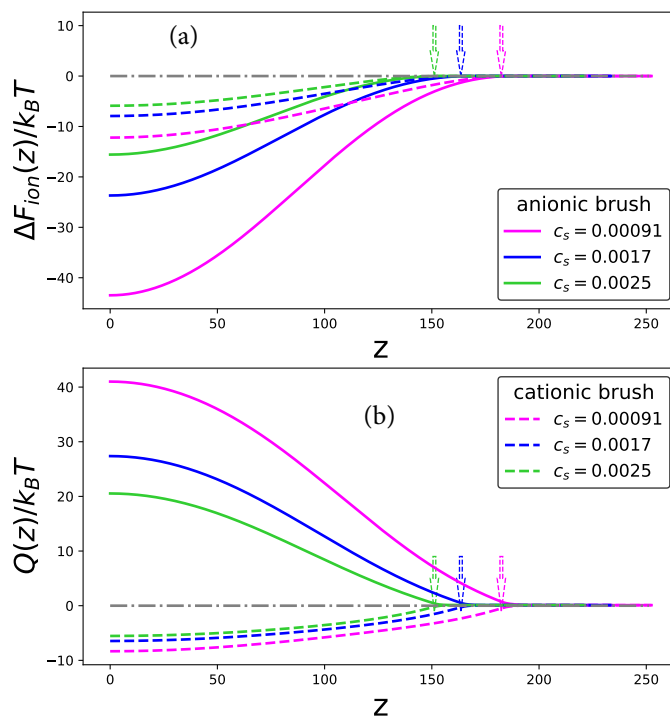 (a)
ΔF_{ion}(z)/k_BT
10
0
−10
−20
−30
−40
anionic brush
c_s = 0.00091
c_s = 0.0017
c_s = 0.0025
0 50 100 150 200 250
z
(b)
Q(z)/k_BT
40
30
20
10
0
−10
cationic brush
c_s = 0.00091
c_s = 0.0017
c_s = 0.0025
0 50 100 150 200 250
z